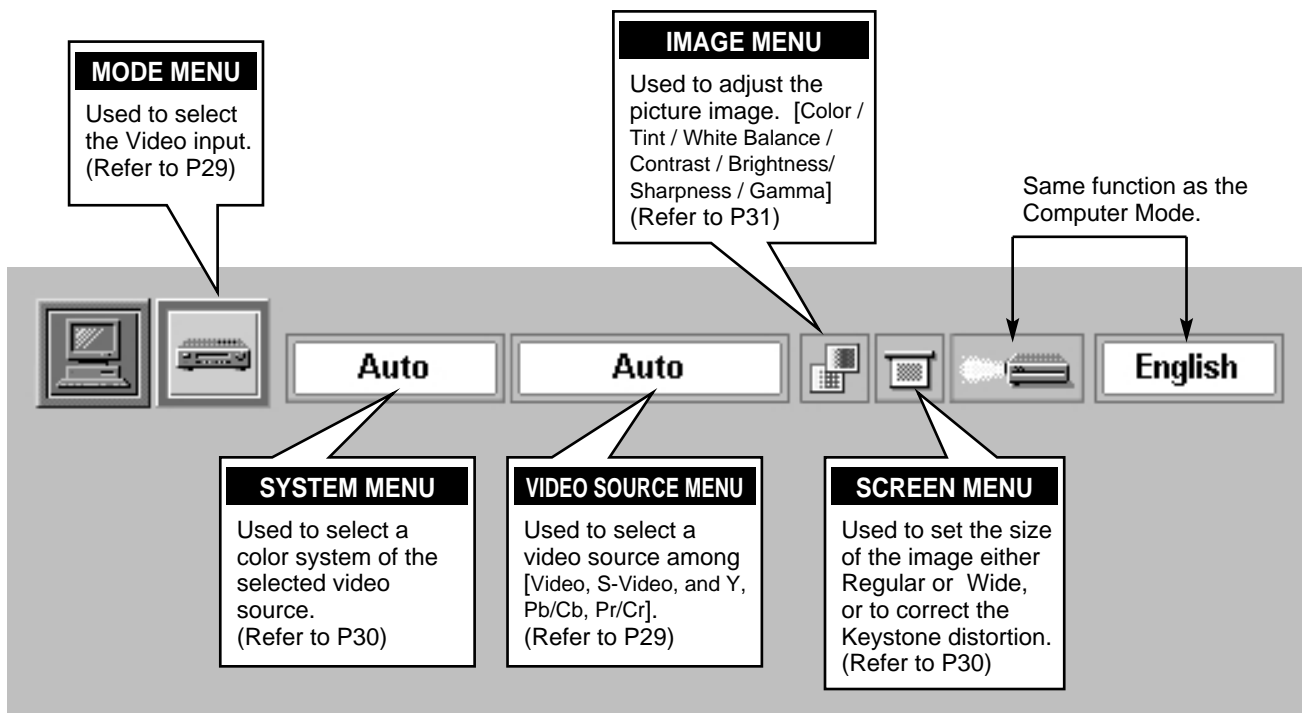 MODE MENU
Used to select
the Video input.
(Refer to P29)
IMAGE MENU
Used to adjust the
picture image.  [Color /
Tint / White Balance /
Contrast / Brightness/
Sharpness / Gamma]
(Refer to P31)
Same function as the
Computer Mode.
Auto
Auto
English
SYSTEM MENU
Used to select a
color system of the
selected video
source.
(Refer to P30)
VIDEO SOURCE MENU
Used to select a
video source among
[Video, S-Video, and Y,
Pb/Cb, Pr/Cr].
(Refer to P29)
SCREEN MENU
Used to set the size
of the image either
Regular or  Wide,
or to correct the
Keystone distortion.
(Refer to P30)